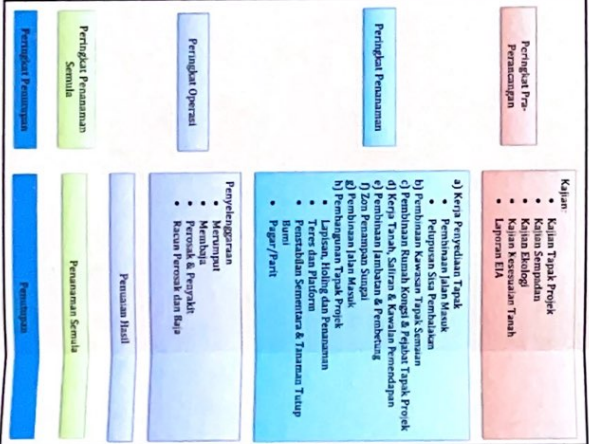 Peringkat Pra-
Perancangan
Kajian:
• Kajian Tapak Projek
• Kajian Sempadan
• Kajian Ekologi
• Kajian Kesesuaian Tanah
• Laporan EIA
Peringkat Penanaman
a) Kerja Penyediaan Tapak
• Pembinaan Jalan Masuk
• Pelupusan Sisa Pembalakan
b) Pembinaan Kawasan Tapak Semaian
c) Pembinaan Rumah Kongsi & Pejabat Tapak Projek
d) Kerja Tanah, Saliran & Kawalan Pemendapan
e) Pembinaan Jambatan & Pembetung
f) Zon Penampan Sungai
g) Pembinaan Jalan Masuk
h) Pembangunan Tapak Projek
• Lapisan, Holing dan Penanaman
• Teres dan Platform
• Penstabilan Sementara & Tanaman Tutup
Bumi
• Pagar/Parit
Peringkat Operasi
Penyelenggaraan
• Merumput
• Membaja
• Perosak & Penyakit
• Racun Perosak dan Baja
Penuaian Hasil
Peringkat Penanaman
Semula
Penanaman Semula
Peringkat Penutupan
Penutupan